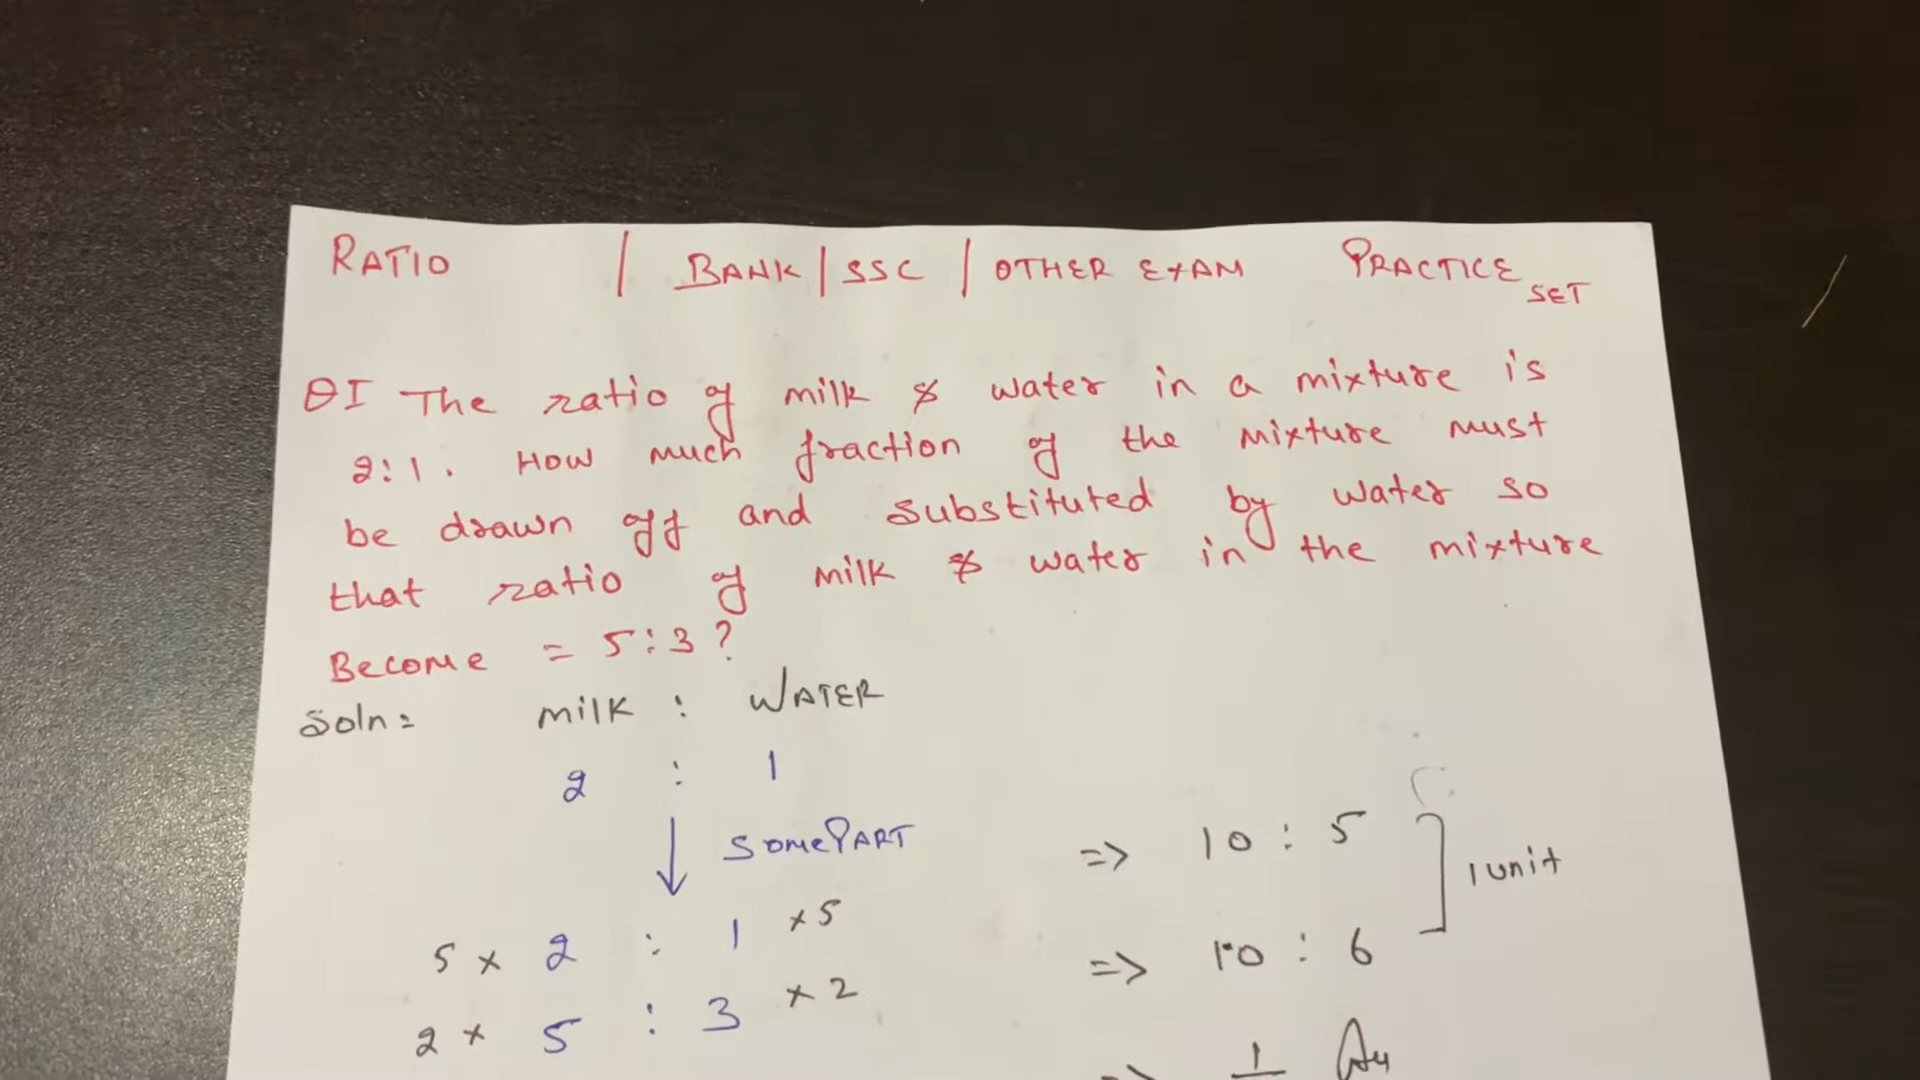 RATIO | BANK | SSC | OTHER EXAM PRACTICE SET
Q1 The ratio of milk & water in a mixture is
2:1. How much fraction of the mixture must
be drawn off and substituted by water so
that ratio of milk & water in the mixture
Become = 5:3?
Soln= milk : WATER
2 : 1
↓ SOMEPART
=> 10 : 5
1 unit
5 x 2 : 1 x5
=> 10 : 6
2 x 5 : 3 x 2
=> 1